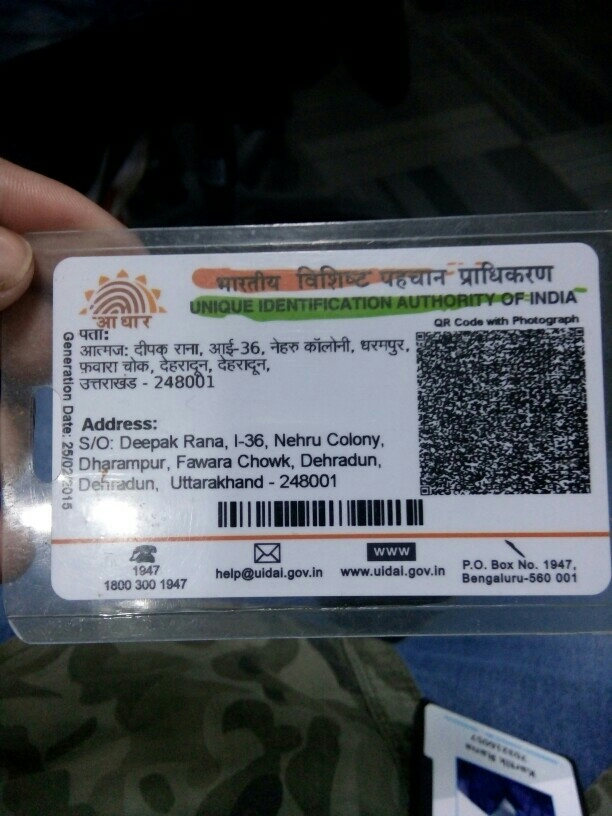 भारतीय विशिष्ट पहचान प्राधिकरण
UNIQUE IDENTIFICATION AUTHORITY OF INDIA
आधार
QR Code with Photograph
पता:
आत्मज: दीपक राना, आई-36, नेहरु कॉलोनी, धरमपुर,
फ़वारा चोक, देहरादून, देहरादून,
उत्तराखंड - 248001
Generation Date: 25/02/2015
Address:
S/O: Deepak Rana, I-36, Nehru Colony,
Dharampur, Fawara Chowk, Dehradun,
Dehradun, Uttarakhand - 248001
1947
1800 300 1947
help@uidai.gov.in
WWW
www.uidai.gov.in
P.O. Box No. 1947,
Bengaluru-560 001
Kartik Rana